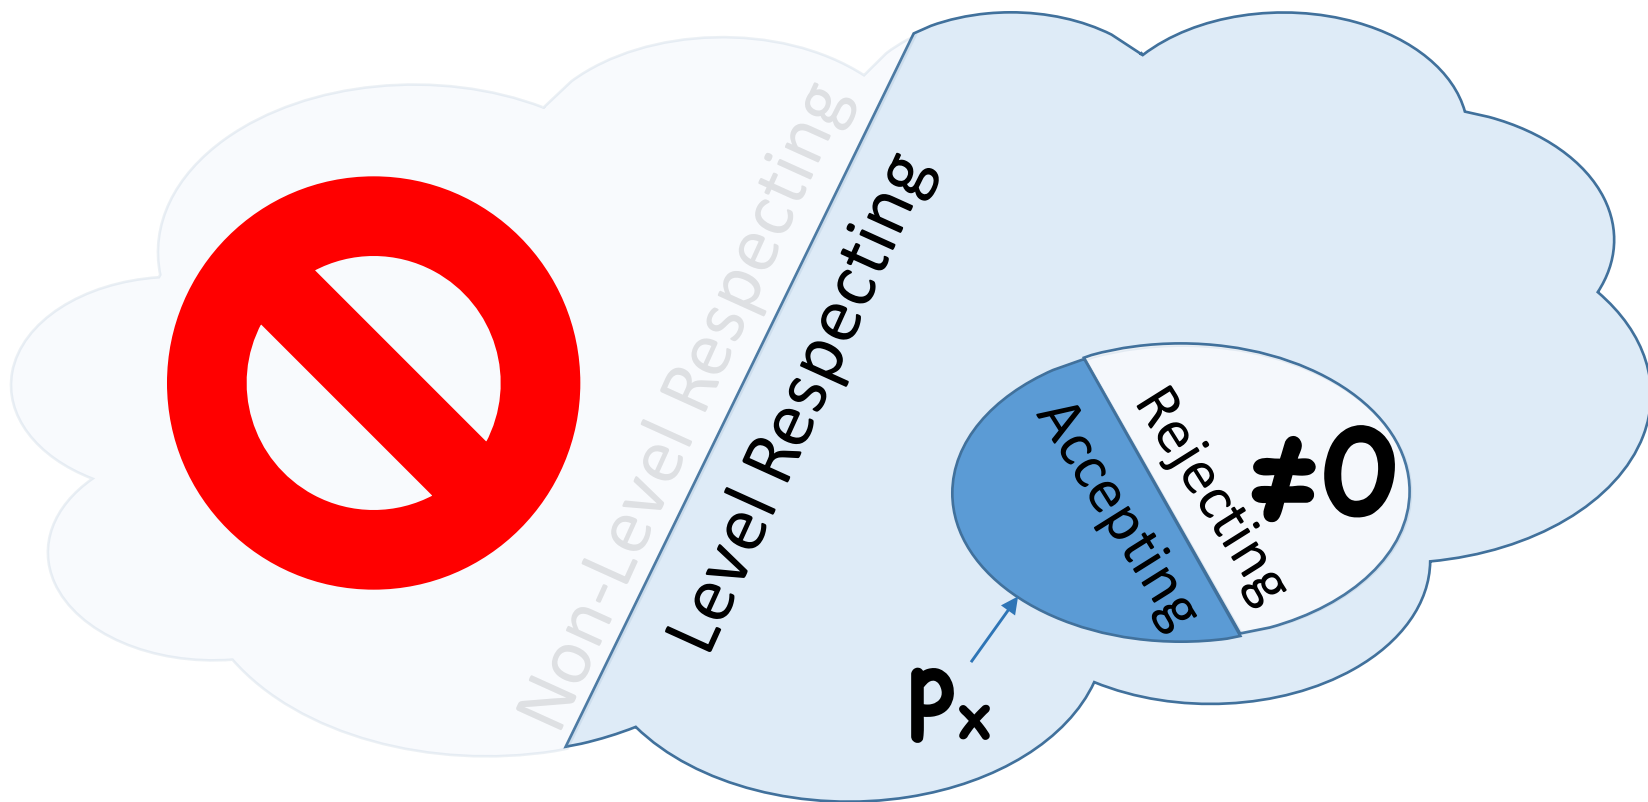 Non-Level Respecting
Level Respecting
Accepting
Rejecting
≠0
Px